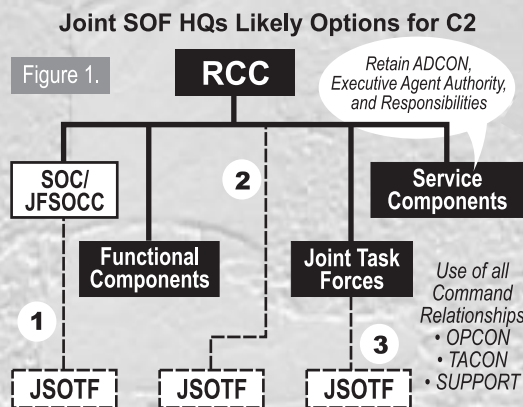 Joint SOF HQs Likely Options for C2
Figure 1.
RCC
Retain ADCON,
Executive Agent Authority,
and Responsibilities
SOC/
JFSOCC
2
Service
Components
Functional
Components
Joint Task
Forces
Use of all
Command
Relationships
• OPCON
• TACON
• SUPPORT
1
3
JSOTF
JSOTF
JSOTF